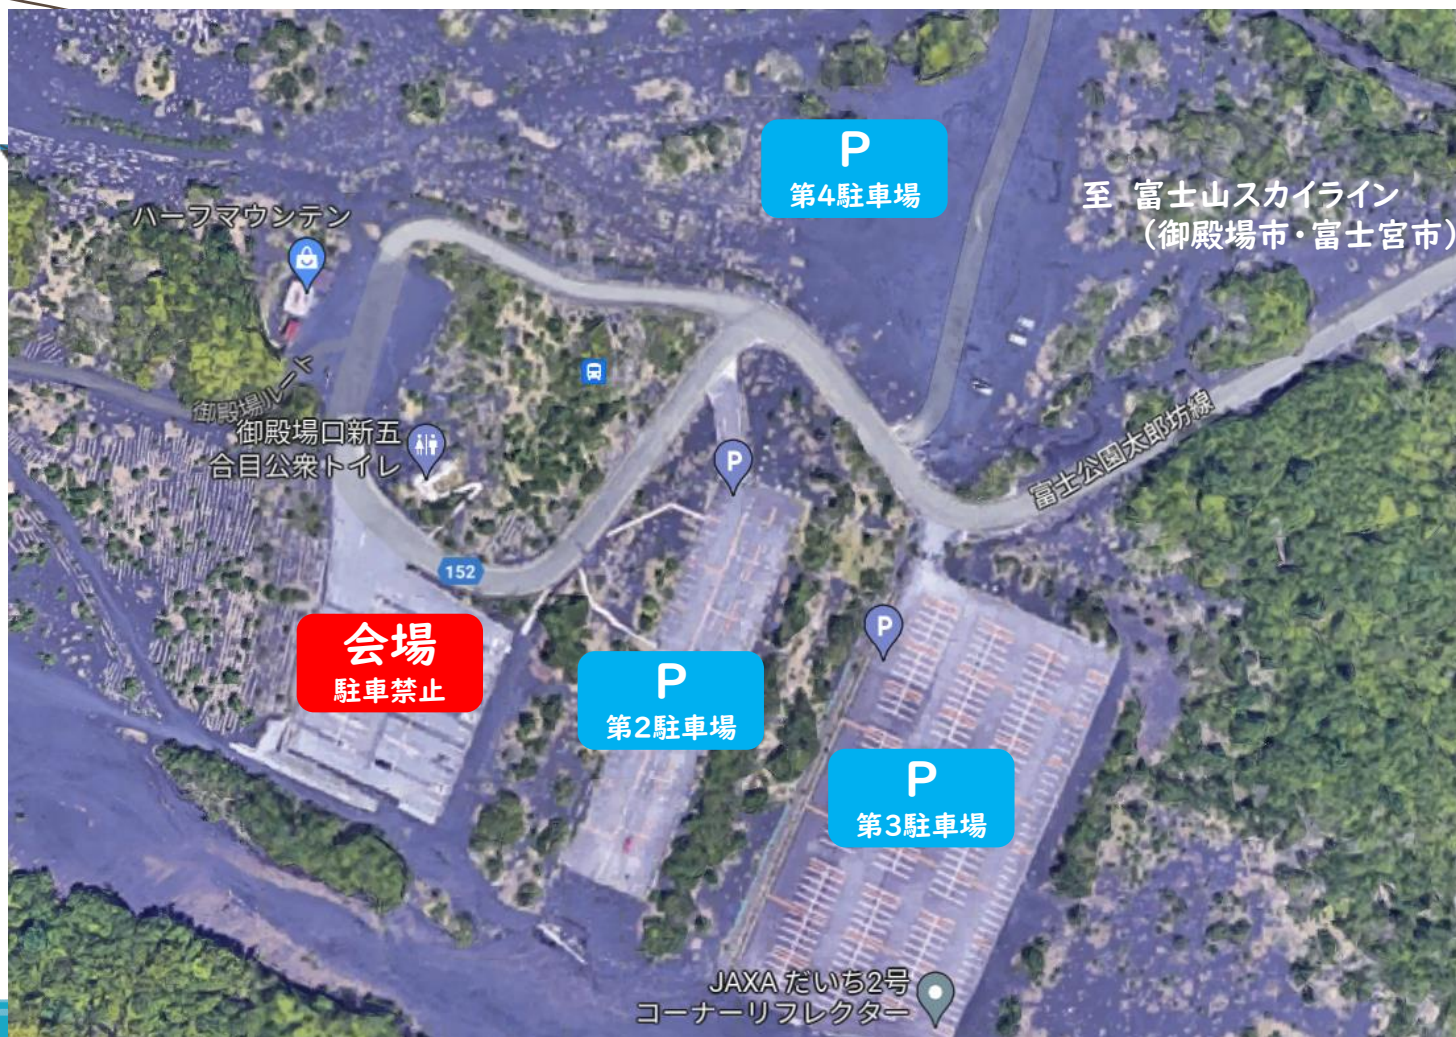 P
第4駐車場
至 富士山スカイライン
（御殿場市・富士宮市）
ハーフマウンテン
御殿場ルート
御殿場口新五
合目公衆トイレ
P
富士公園太郎坊線
152
会場
駐車禁止
P
P
第2駐車場
P
第3駐車場
JAXA だいち2号
コーナーリフレクター